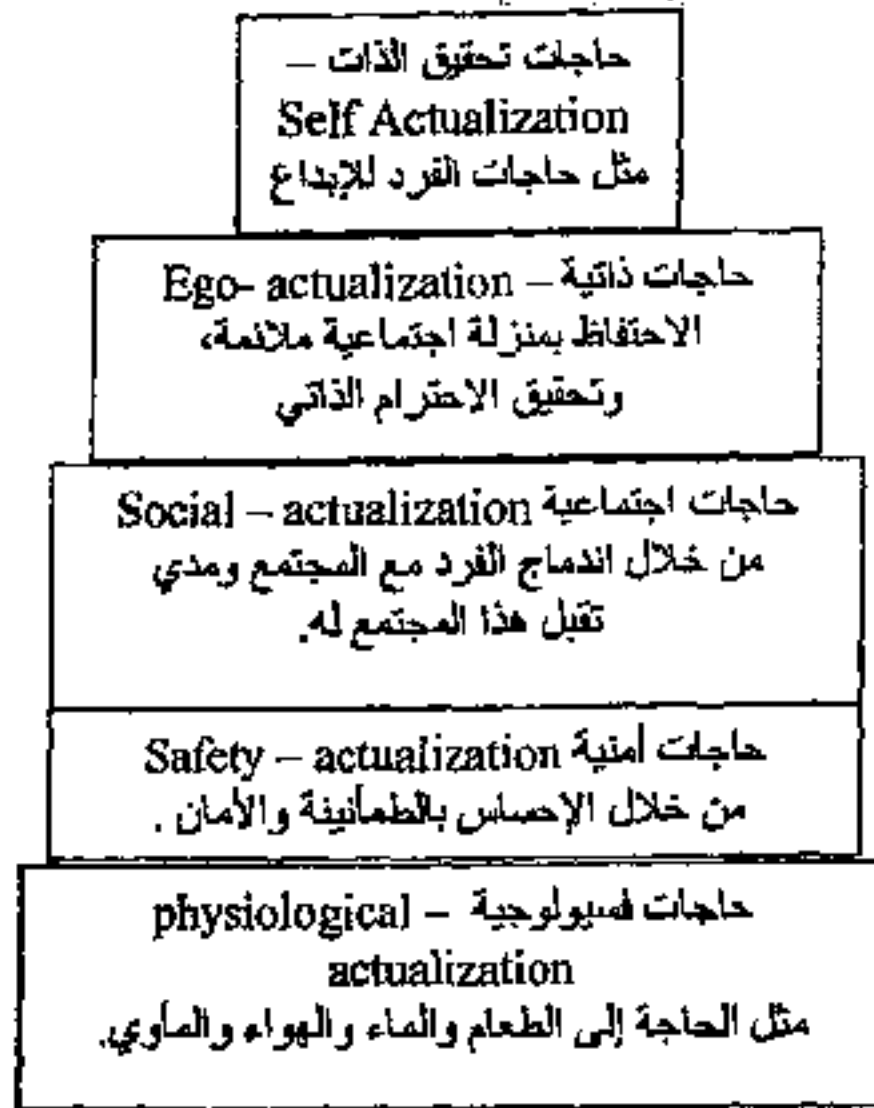 حاجات تحقيق الذات –
Self Actualization
مثل حاجات الفرد للإبداع
حاجات ذاتية – Ego- actualization
الاحتفاظ بمنزلة اجتماعية ملائمة،
وتحقيق الاحترام الذاتي
حاجات اجتماعية Social – actualization
من خلال اندماج الفرد مع المجتمع ومدي
تقبل هذا المجتمع له.
حاجات أمنية Safety – actualization
من خلال الإحساس بالطمأنينة والأمان .
حاجات فسيولوجية – physiological
actualization
مثل الحاجة إلى الطعام والماء والهواء والمأوي.